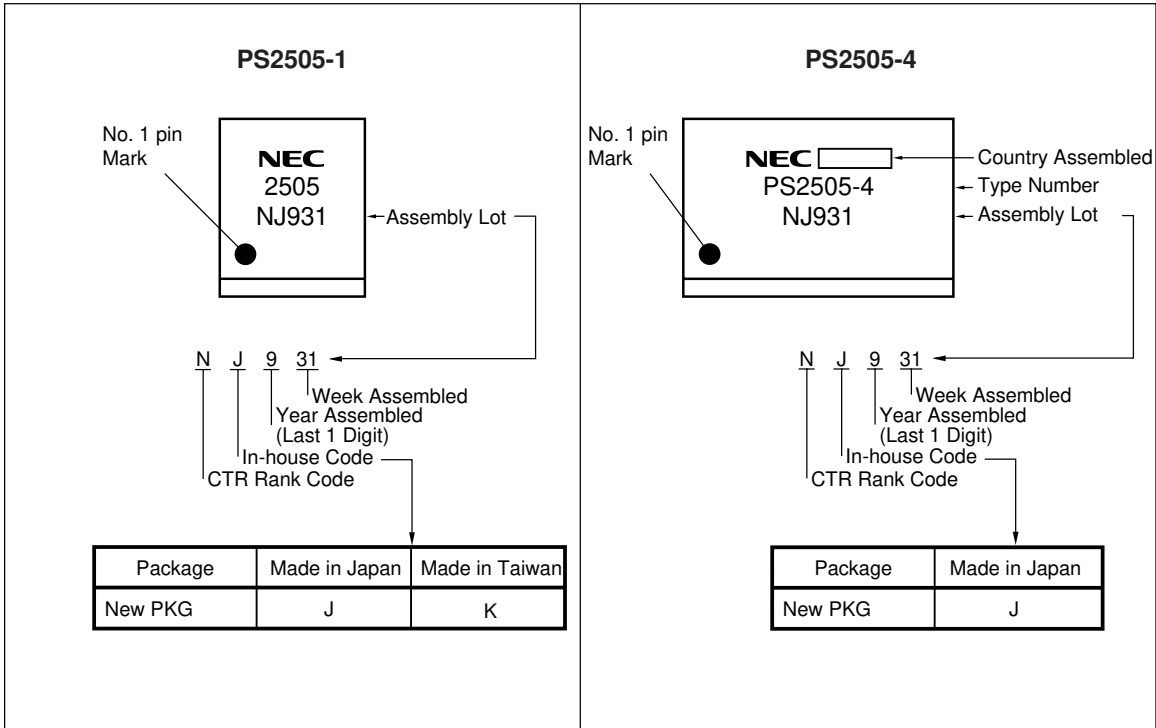 PS2505-1
No. 1 pin
Mark
NEC
2505
NJ931
Assembly Lot
N J 9 31
Week Assembled
Year Assembled
(Last 1 Digit)
In-house Code
CTR Rank Code
Package Made in Japan Made in Taiwan
New PKG J K
PS2505-4
No. 1 pin
Mark
NEC
PS2505-4
NJ931
Country Assembled
Type Number
Assembly Lot
N J 9 31
Week Assembled
Year Assembled
(Last 1 Digit)
In-house Code
CTR Rank Code
Package Made in Japan
New PKG J